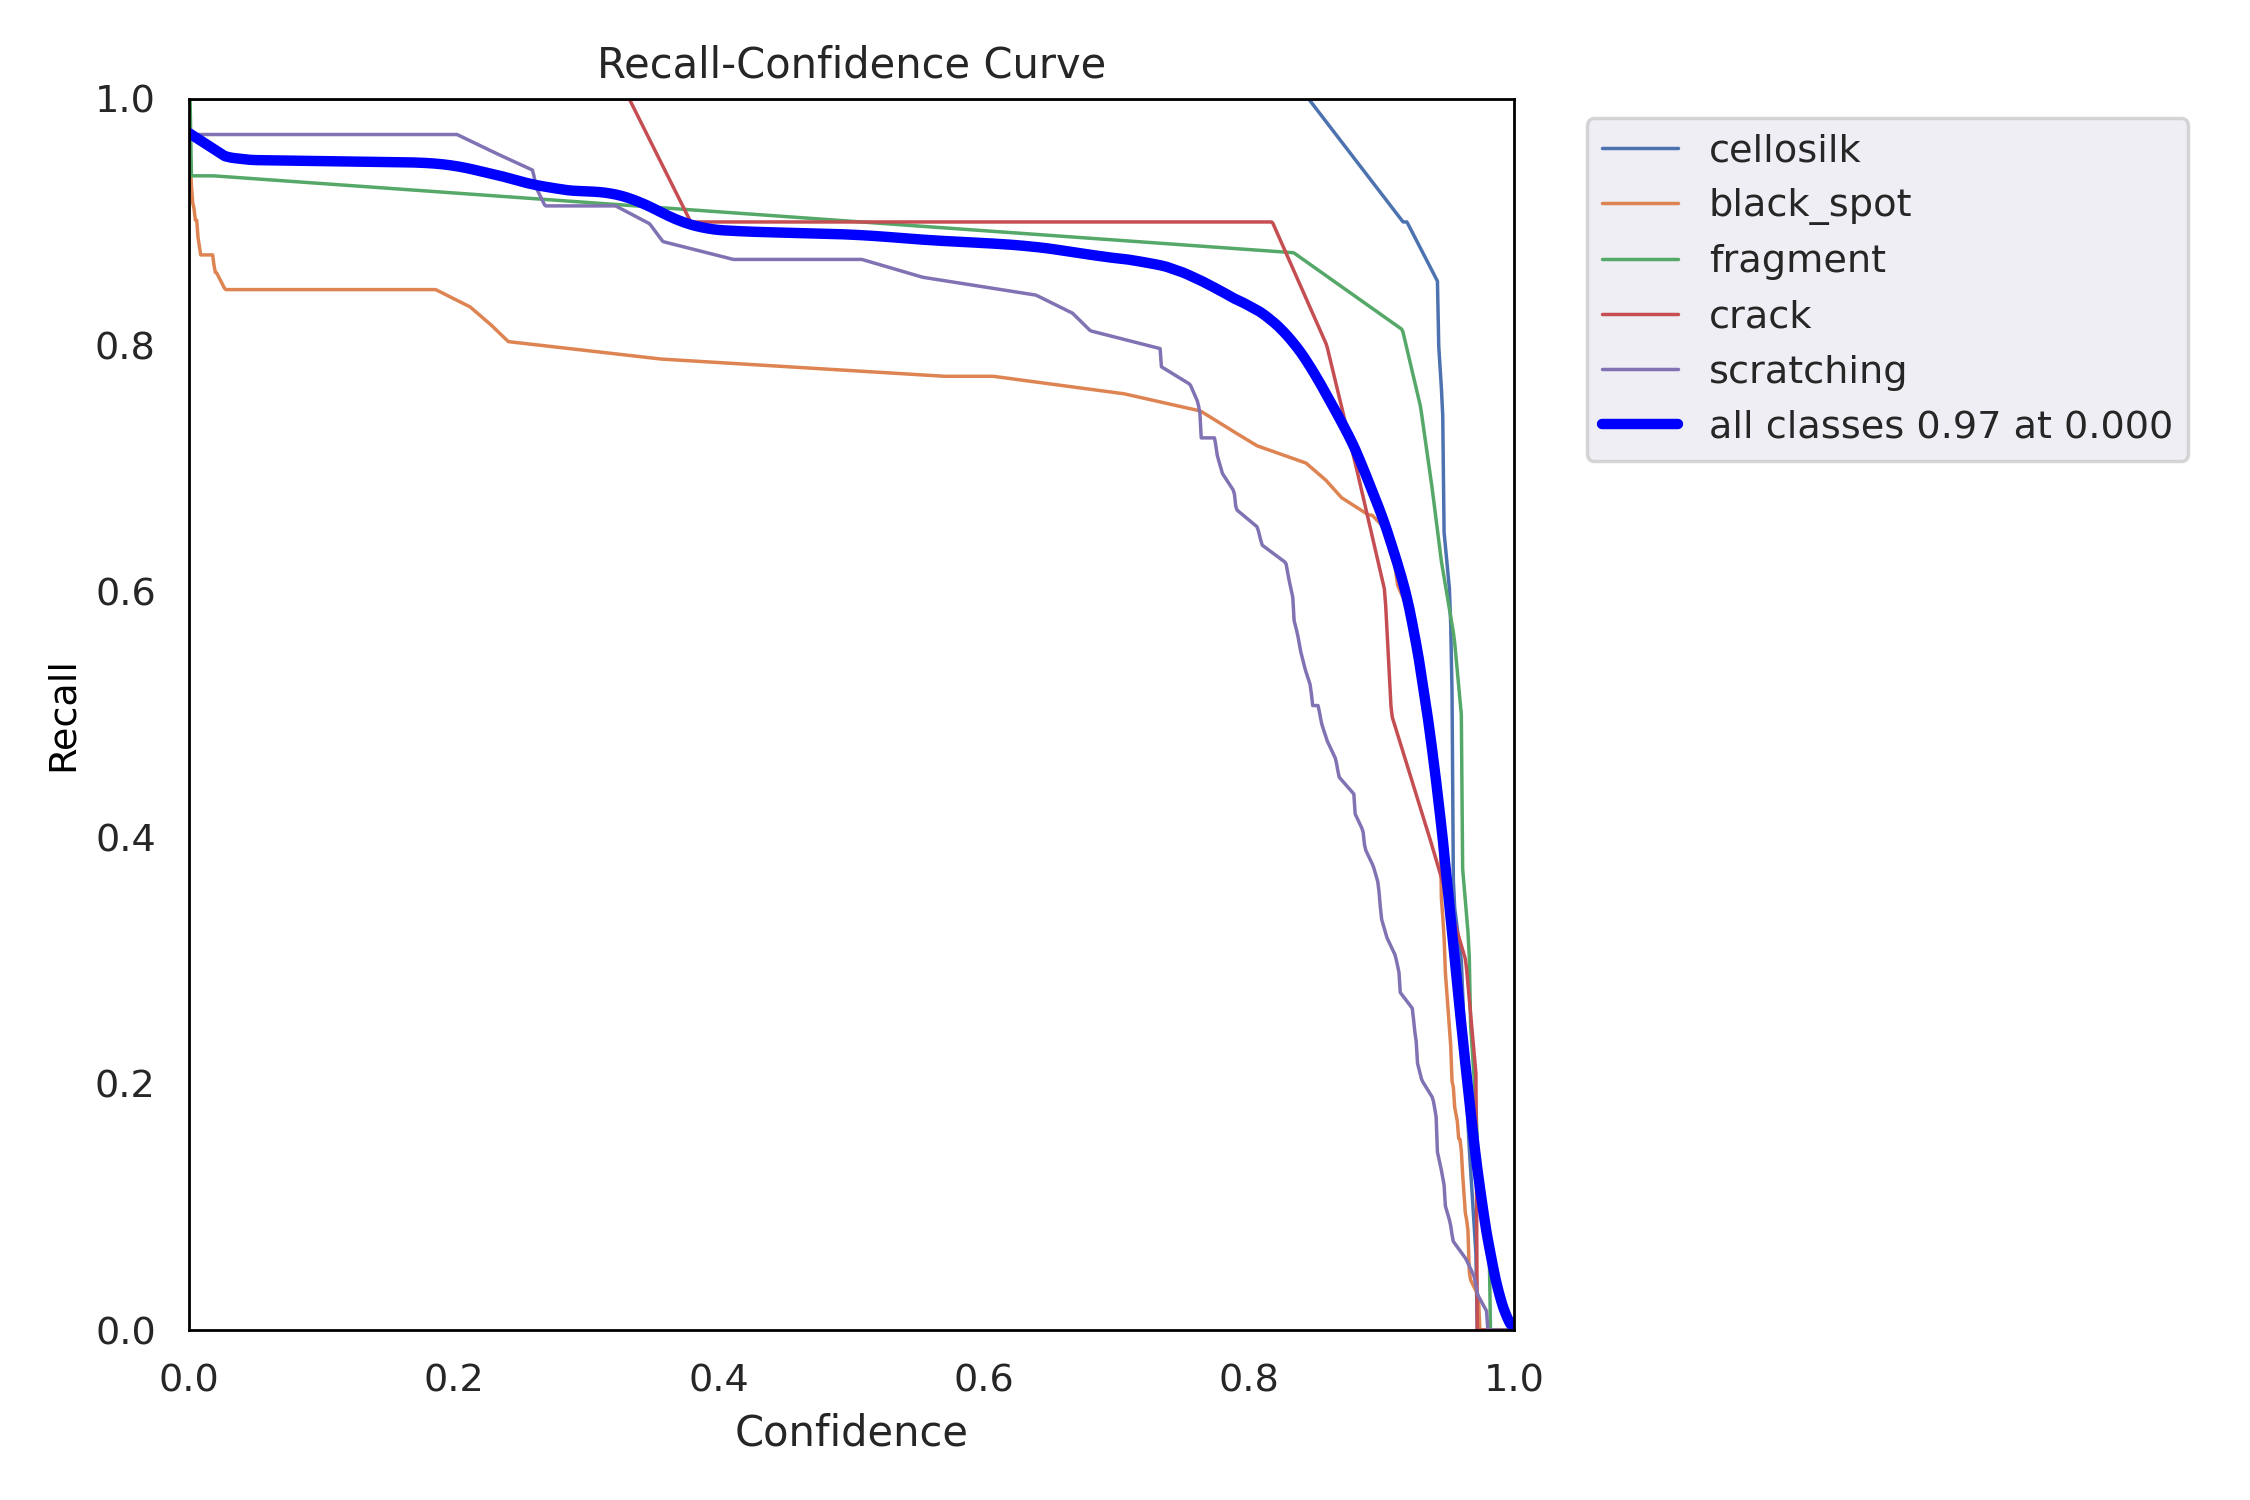 Recall-Confidence Curve
1.0
0.8
0.6
0.4
0.2
0.0
Recall
0.0 0.2 0.4 0.6 0.8 1.0
Confidence
cellosilk
black_spot
fragment
crack
scratching
all classes 0.97 at 0.000